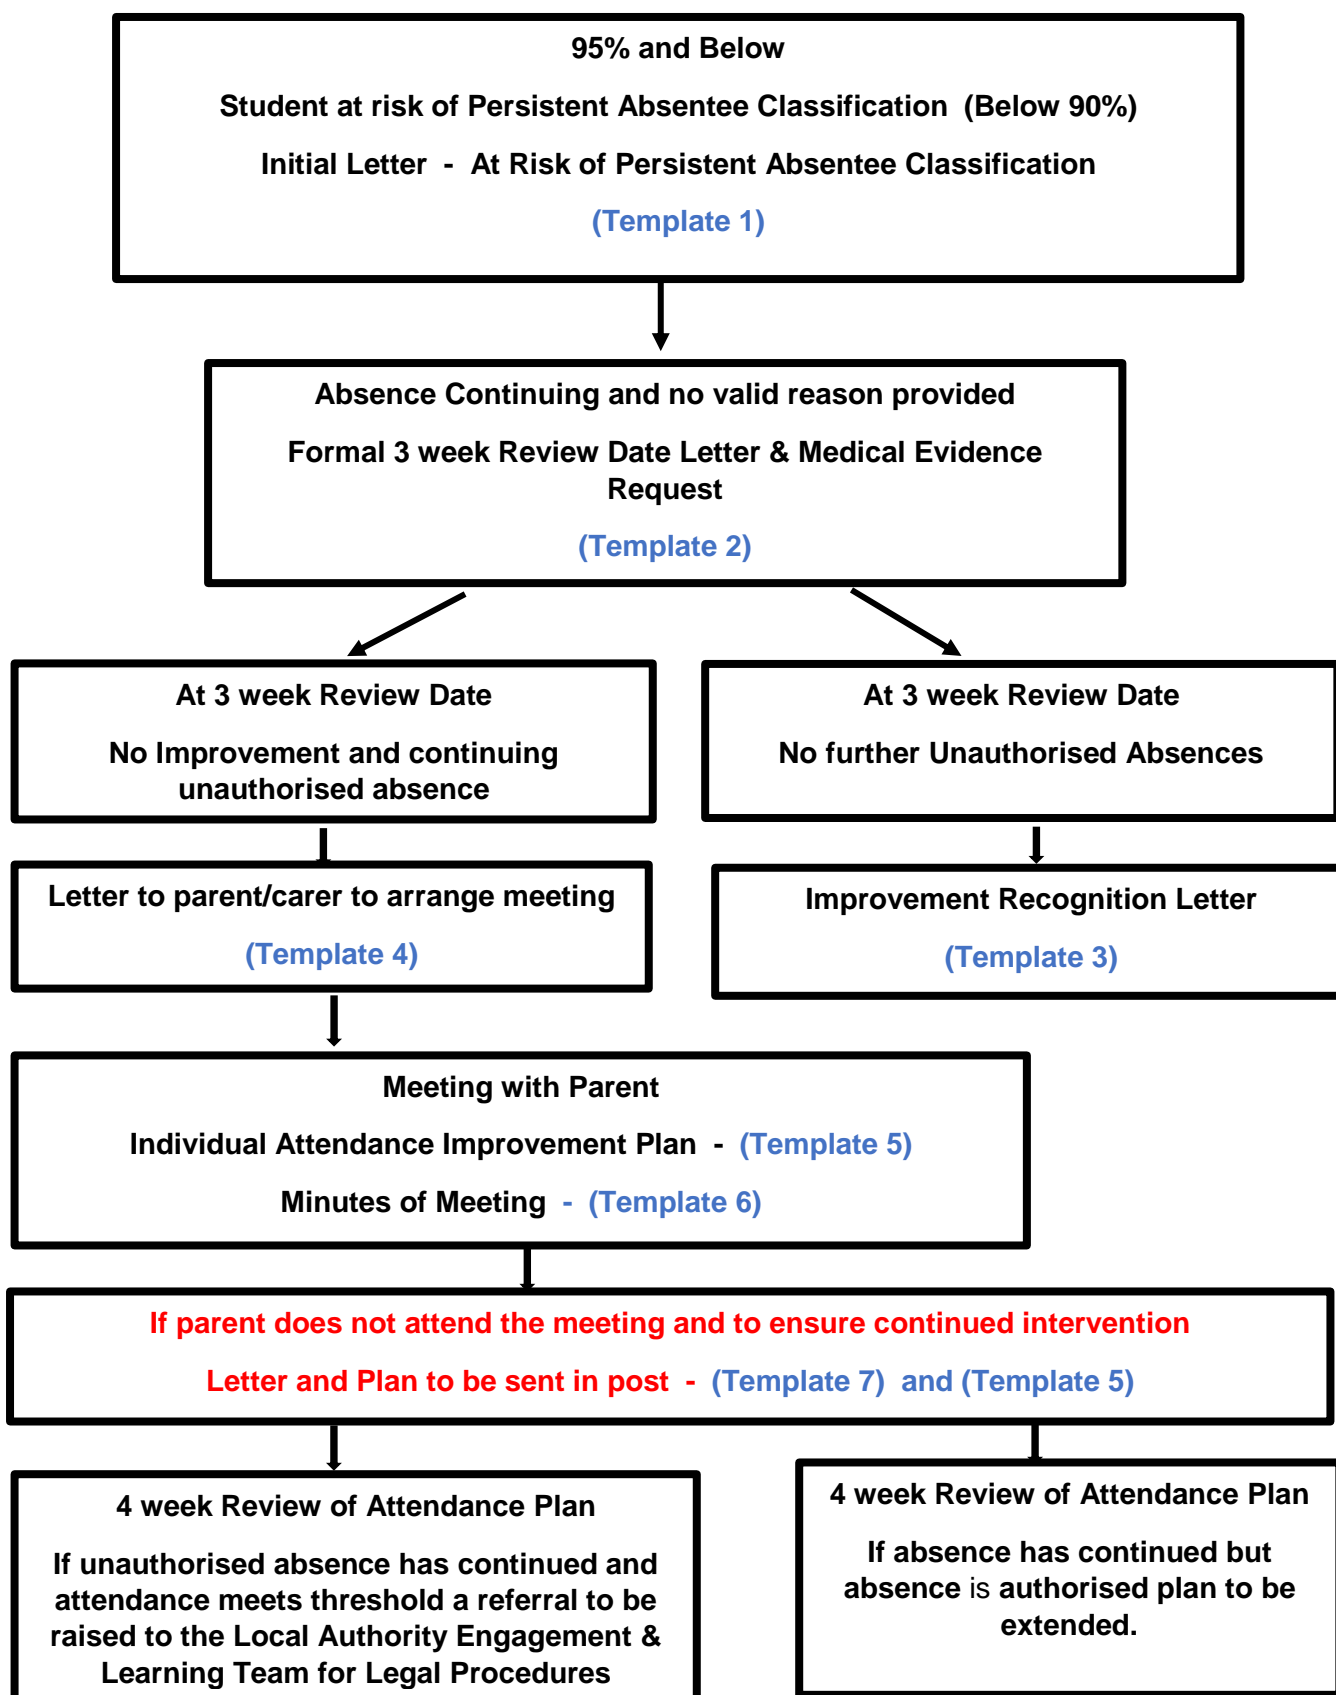 95% and Below
Student at risk of Persistent Absentee Classification (Below 90%)
Initial Letter - At Risk of Persistent Absentee Classification
(Template 1)
Absence Continuing and no valid reason provided
Formal 3 week Review Date Letter & Medical Evidence
Request
(Template 2)
At 3 week Review Date
No Improvement and continuing
unauthorised absence
At 3 week Review Date
No further Unauthorised Absences
Letter to parent/carer to arrange meeting
(Template 4)
Improvement Recognition Letter
(Template 3)
Meeting with Parent
Individual Attendance Improvement Plan - (Template 5)
Minutes of Meeting - (Template 6)
If parent does not attend the meeting and to ensure continued intervention
Letter and Plan to be sent in post - (Template 7) and (Template 5)
4 week Review of Attendance Plan
If unauthorised absence has continued and
attendance meets threshold a referral to be
raised to the Local Authority Engagement &
Learning Team for Legal Procedures
4 week Review of Attendance Plan
If absence has continued but
absence is authorised plan to be
extended.